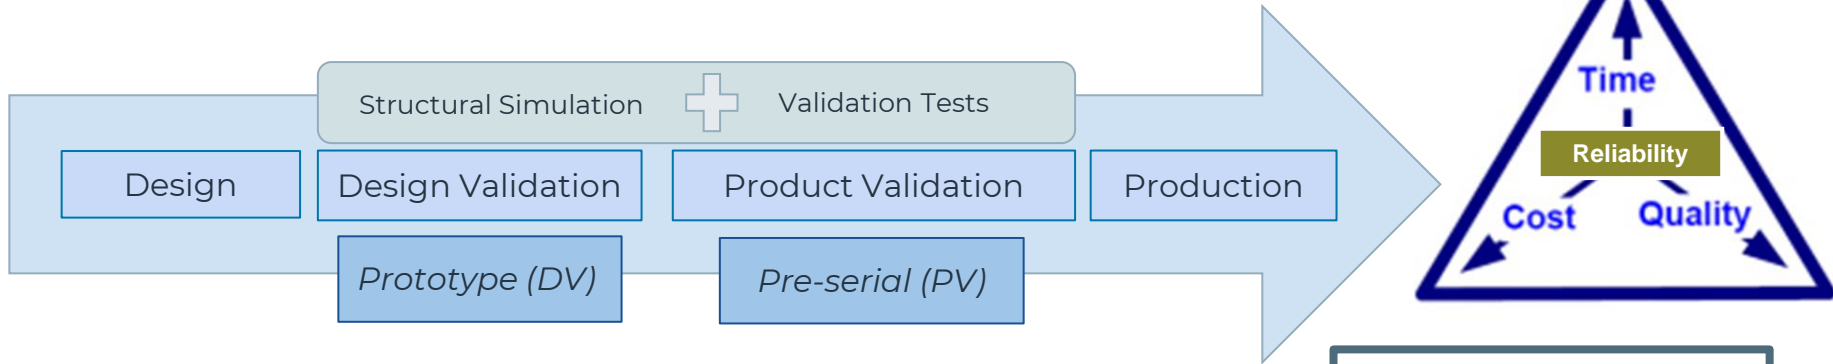 Structural Simulation
Validation Tests
Design
Design Validation
Product Validation
Production
Prototype (DV)
Pre-serial (PV)
Time
Reliability
Cost
Quality